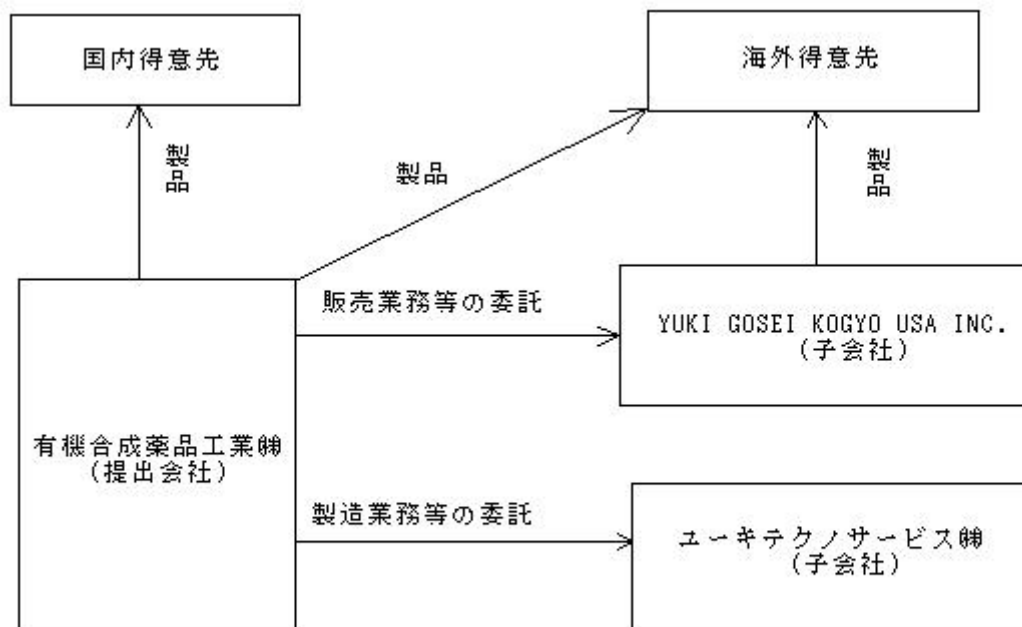 国内得意先
海外得意先
製品
製品
製品
販売業務等の委託
YUKI GOSEI KOGYO USA INC.
(子会社)
有機合成薬品工業㈱
(提出会社)
製造業務等の委託
ユーキテクノサービス㈱
(子会社)